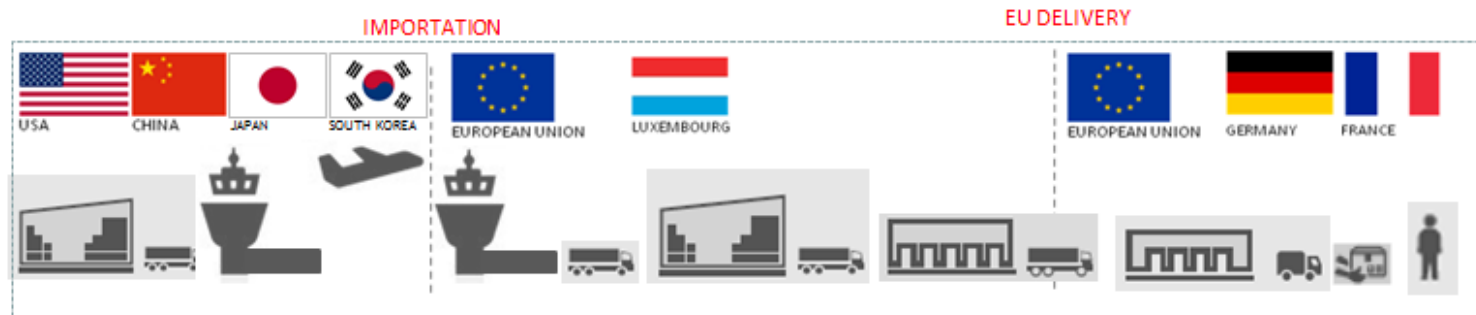 IMPORTATION
EU DELIVERY
USA
CHINA
JAPAN
SOUTH KOREA
EUROPEAN UNION
LUXEMBOURG
EUROPEAN UNION
GERMANY
FRANCE